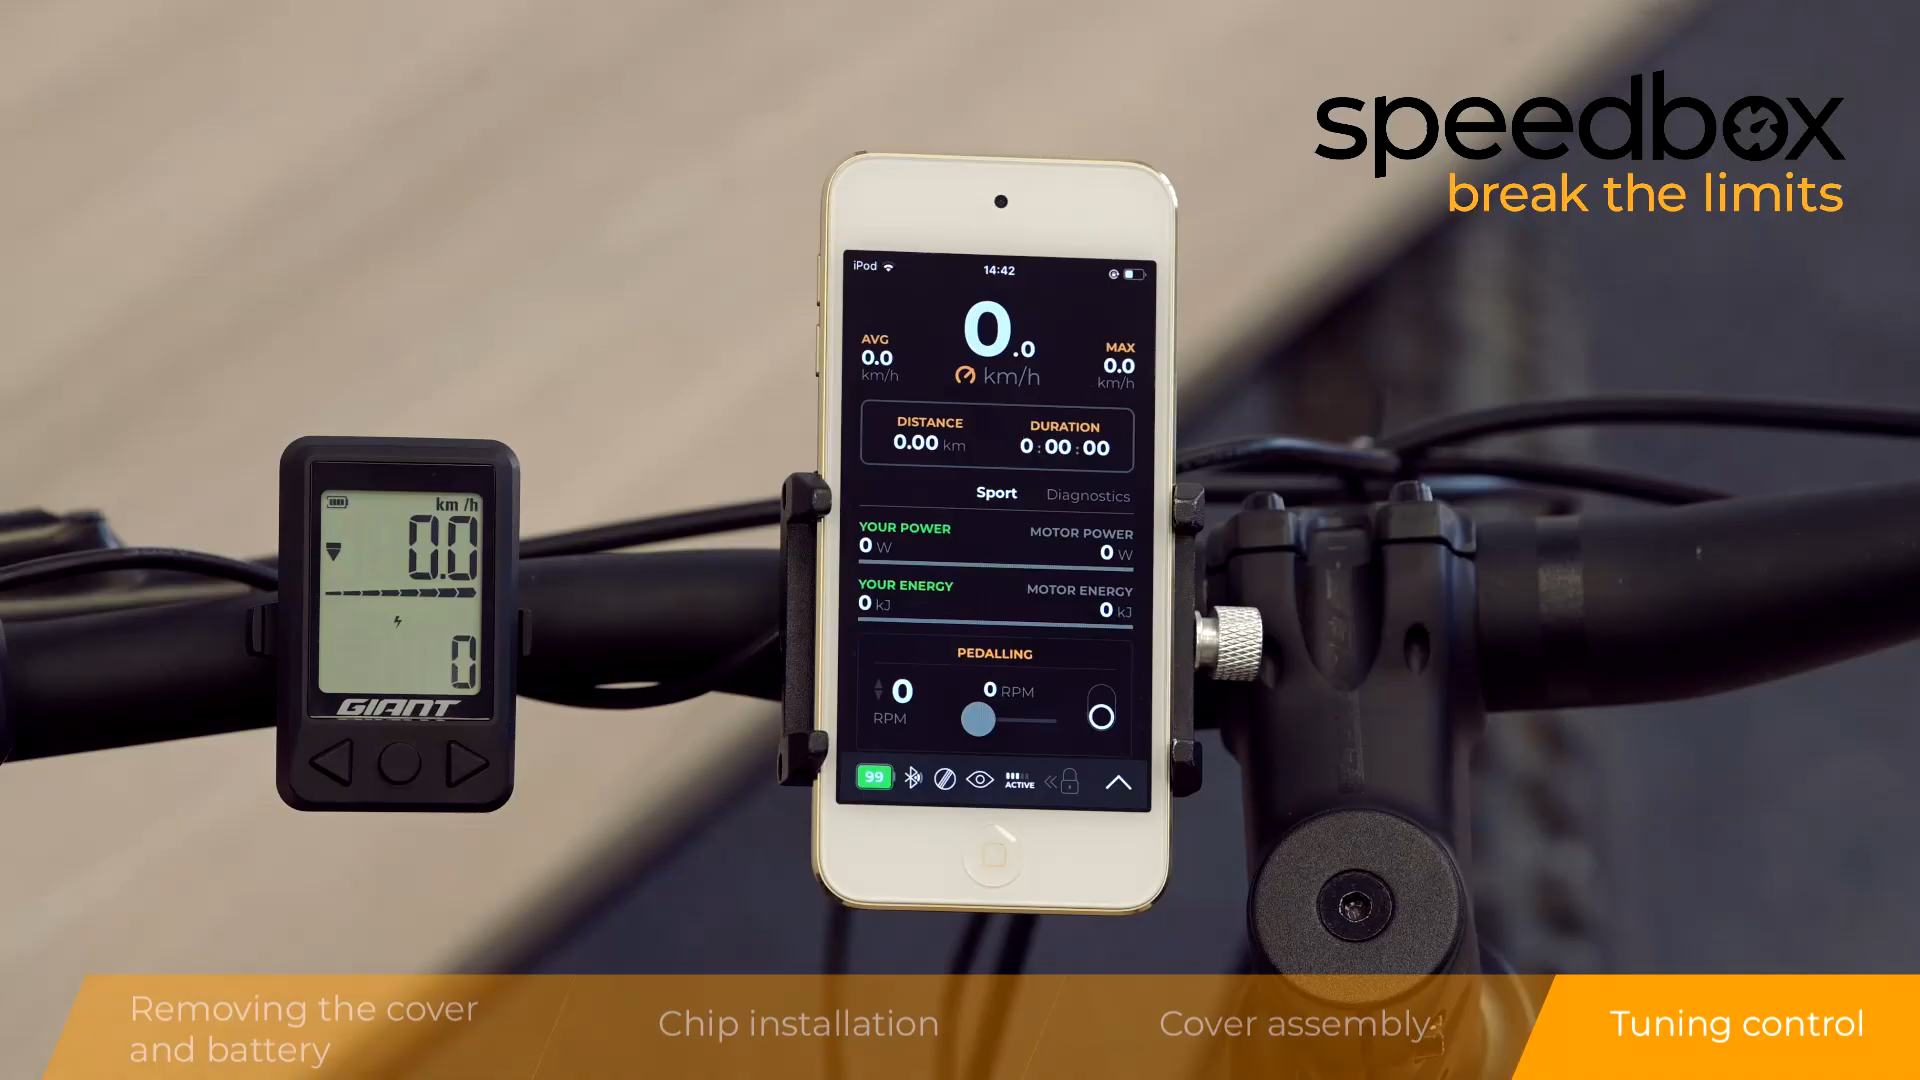 speedbox
break the limits
iPod
14:42
0.0
km/h
AVG
0.0
km/h
MAX
0.0
km/h
DISTANCE
0.00 km
DURATION
0:00:00
Sport
Diagnostics
YOUR POWER
0 W
MOTOR POWER
0 W
YOUR ENERGY
0 kJ
MOTOR ENERGY
0 kJ
PEDALLING
0
RPM
0 RPM
99
ACTIVE
km/h
0.0
0
GIANT
Removing the cover
and battery
Chip installation
Cover assembly
Tuning control